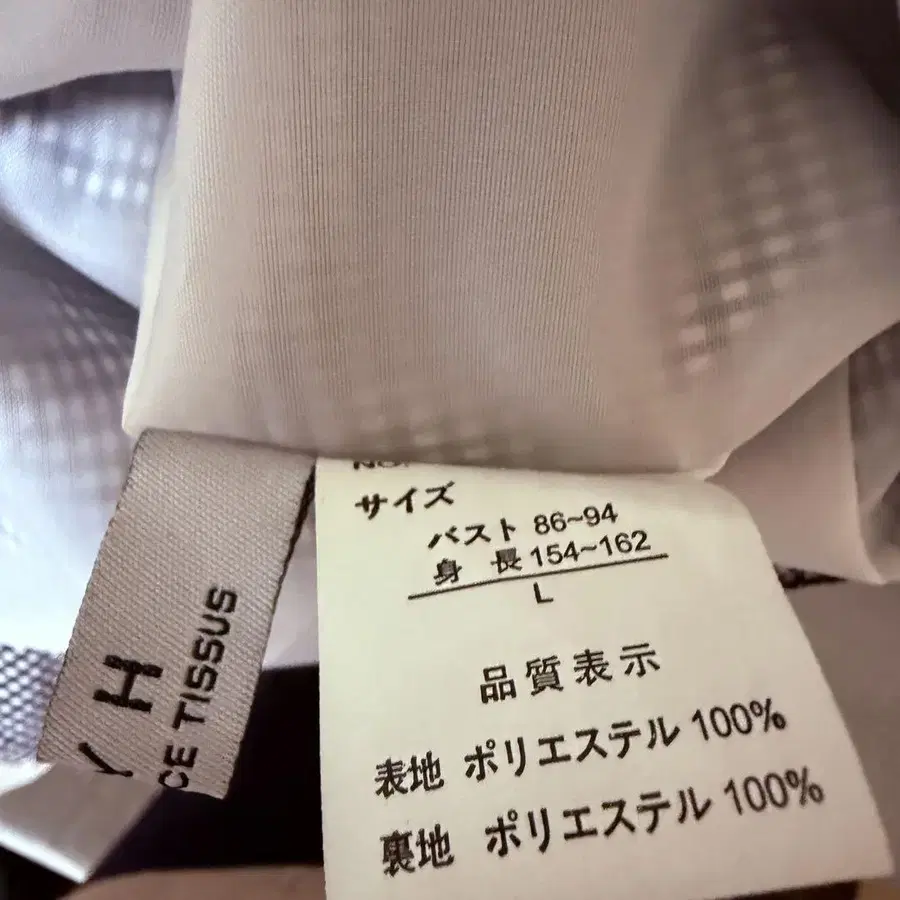 サイズ
バスト 86~94
身 長 154~162
L
品質表示
表地 ポリエステル 100%
裏地 ポリエステル 100%
Y H
CE TISSUS